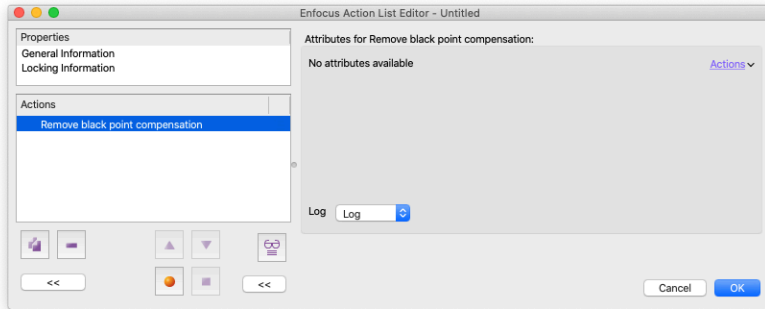 Enfocus Action List Editor - Untitled
Properties
General Information
Locking Information
Actions
Remove black point compensation
<<
<<
Attributes for Remove black point compensation:
No attributes available
Actions
Log
Log
Cancel
OK